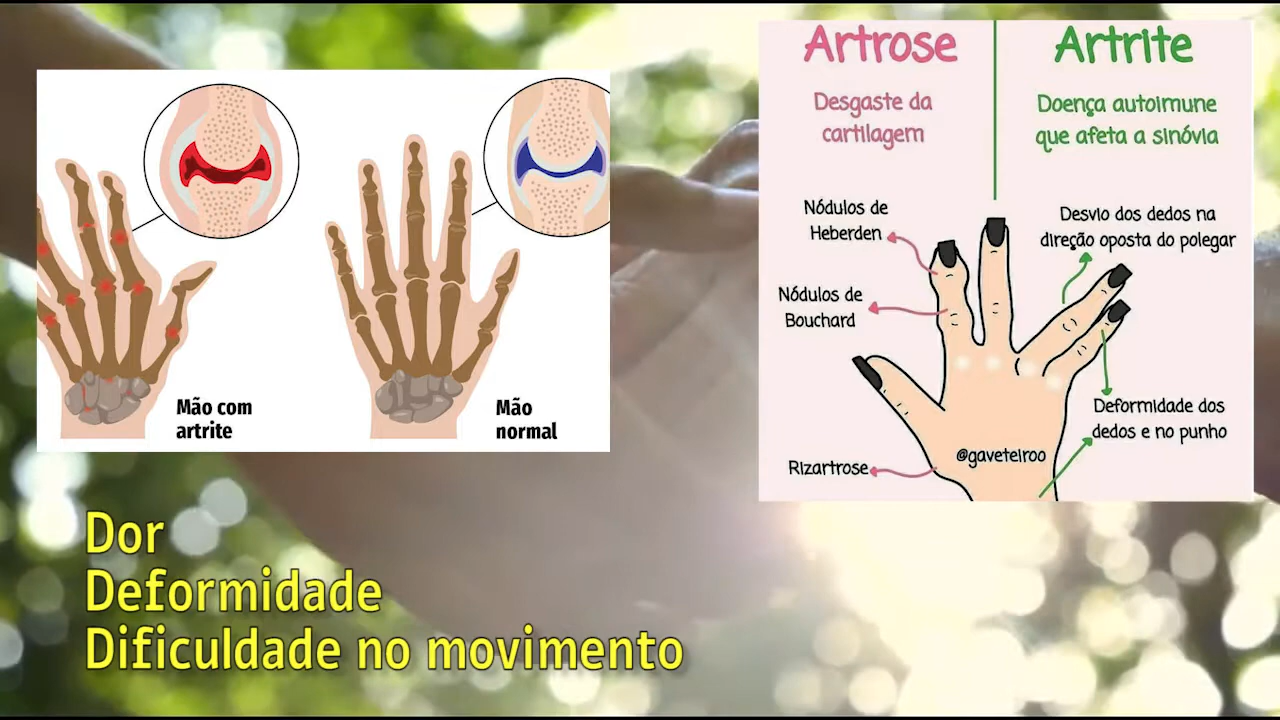 Mão com
artrite
Mão
normal
Dor
Deformidade
Dificuldade no movimento
Artrose
Desgaste da
cartilagem
Artrite
Doença autoimune
que afeta a sinóvia
Nódulos de
Heberden
Nódulos de
Bouchard
Rizartrose
Desvio dos dedos na
direção oposta do polegar
Deformidade dos
dedos e no punho
@gaveteiroo